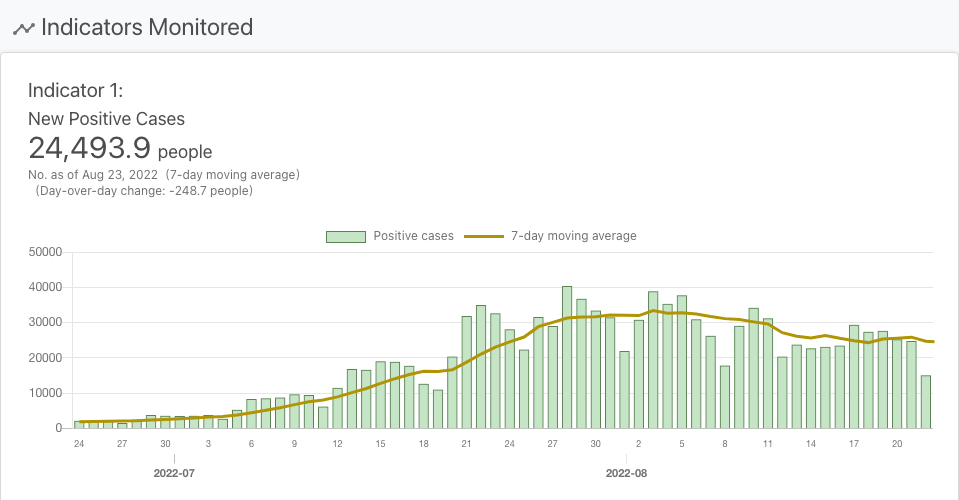 Indicators Monitored
Indicator 1:
New Positive Cases
24,493.9 people
No. as of Aug 23, 2022 (7-day moving average)
(Day-over-day change: -248.7 people)
Positive cases 7-day moving average
50000
40000
30000
20000
10000
0
24 27 30 3 6 9 12 15 18 21 24 27 30 2 5 8 11 14 17 20
2022-07 2022-08